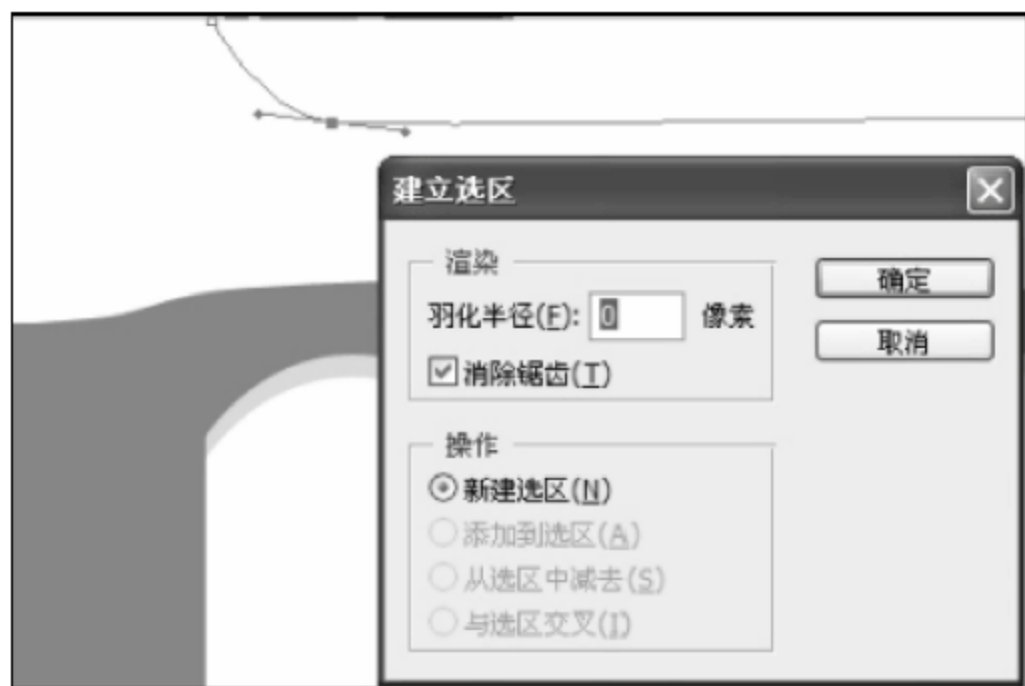 建立选区
渲染
羽化半径(F): 0 像素
消除锯齿(T)
确定
取消
操作
新建选区(N)
添加到选区(A)
从选区中减去(S)
与选区交叉(I)